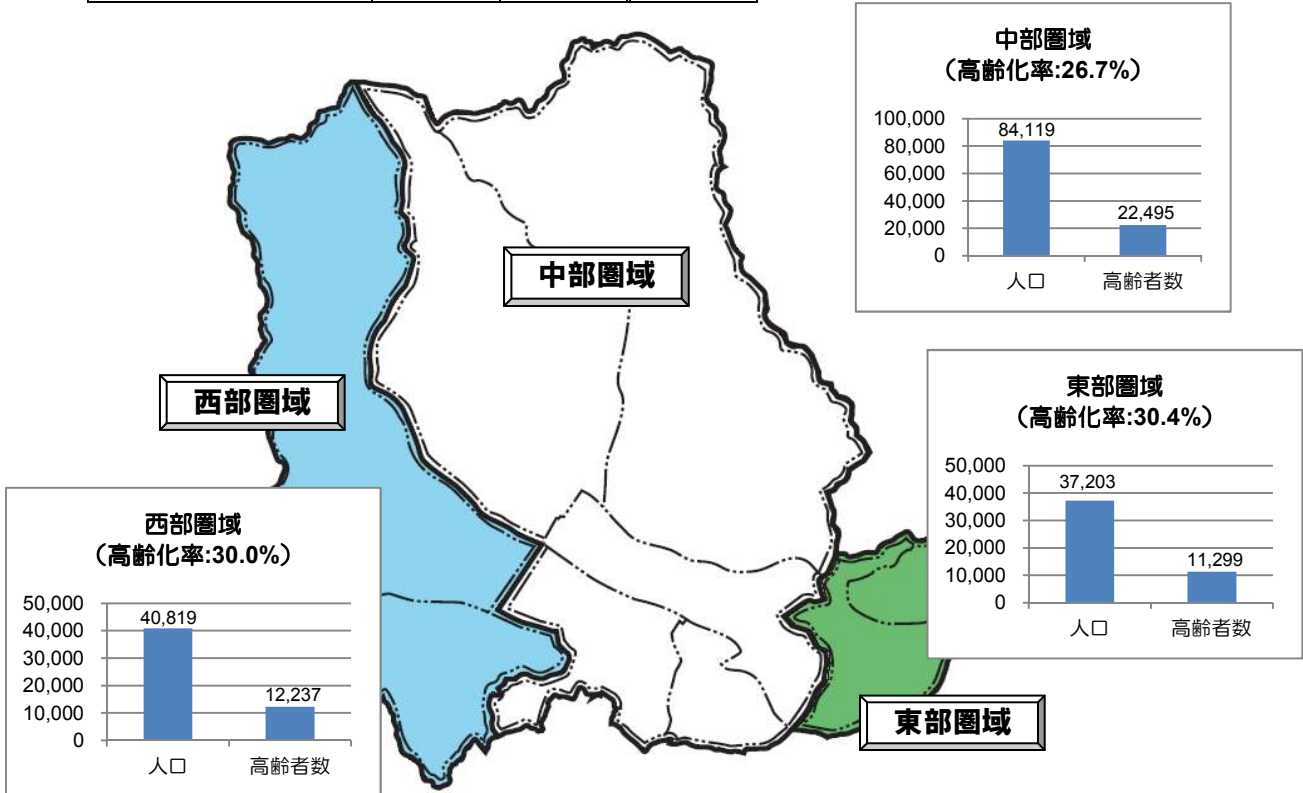 中部圏域
（高齢化率:26.7%）
100,000
80,000
60,000
40,000
20,000
0
84,119
22,495
人口
高齢者数
中部圏域
西部圏域
東部圏域
（高齢化率:30.4%）
50,000
40,000
30,000
20,000
10,000
0
37,203
11,299
人口
高齢者数
西部圏域
（高齢化率:30.0%）
50,000
40,000
30,000
20,000
10,000
0
40,819
12,237
人口
高齢者数
東部圏域